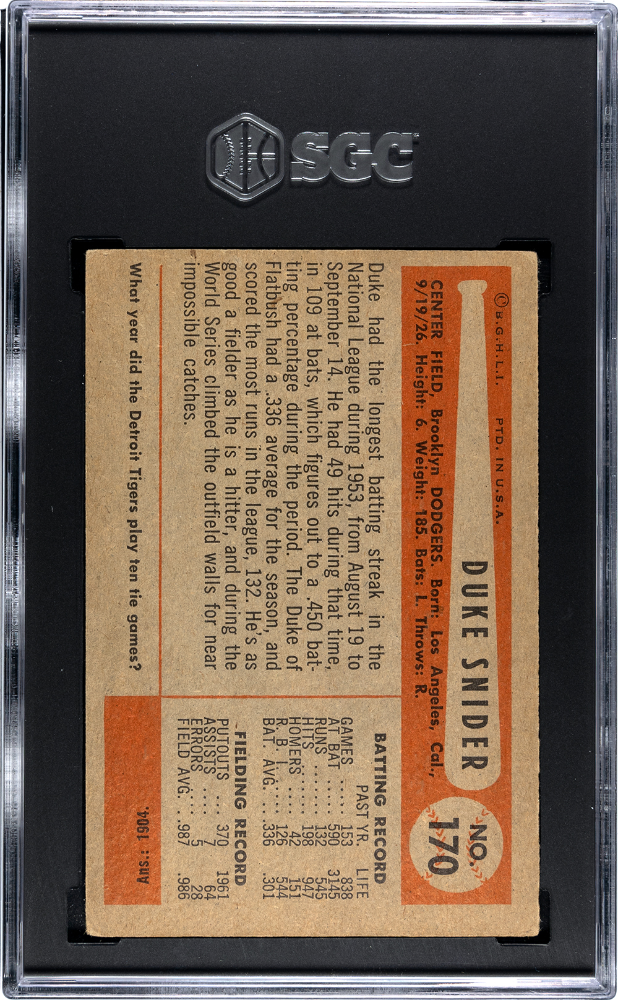 SGC
© B.G.H.L.I. PTD. IN U.S.A.
DUKE SNIDER
NO.
170
CENTER FIELD, Brooklyn DODGERS. Born: Los Angeles, Cal.,
9/19/26. Height: 6. Weight: 185. Bats: L. Throws: R.
Duke had the longest batting streak in the
National League during 1953, from August 19 to
September 14. He had 49 hits during that time,
in 109 at bats, which figures out to a .450 bat-
ting percentage during the period. The Duke of
Flatbush had a .336 average for the season, and
scored the most runs in the league, 132. He's as
good a fielder as he is a hitter, and during the
World Series climbed the outfield walls for near
impossible catches.
BATTING RECORD
PAST YR. LIFE
GAMES ..... 153 838
AT BAT ..... 590 3145
RUNS ...... 132 545
HITS ....... 198 947
HOMERS .... 42 151
R. B. I. .... 126 544
BAT. AVG. ... .336 .301
FIELDING RECORD
PUTOUTS .... 370 1961
ASSISTS .... 7 64
ERRORS .... 9 28
FIELD AVG. .987 .986
What year did the Detroit Tigers play ten tie games?
Ans.: 1904.